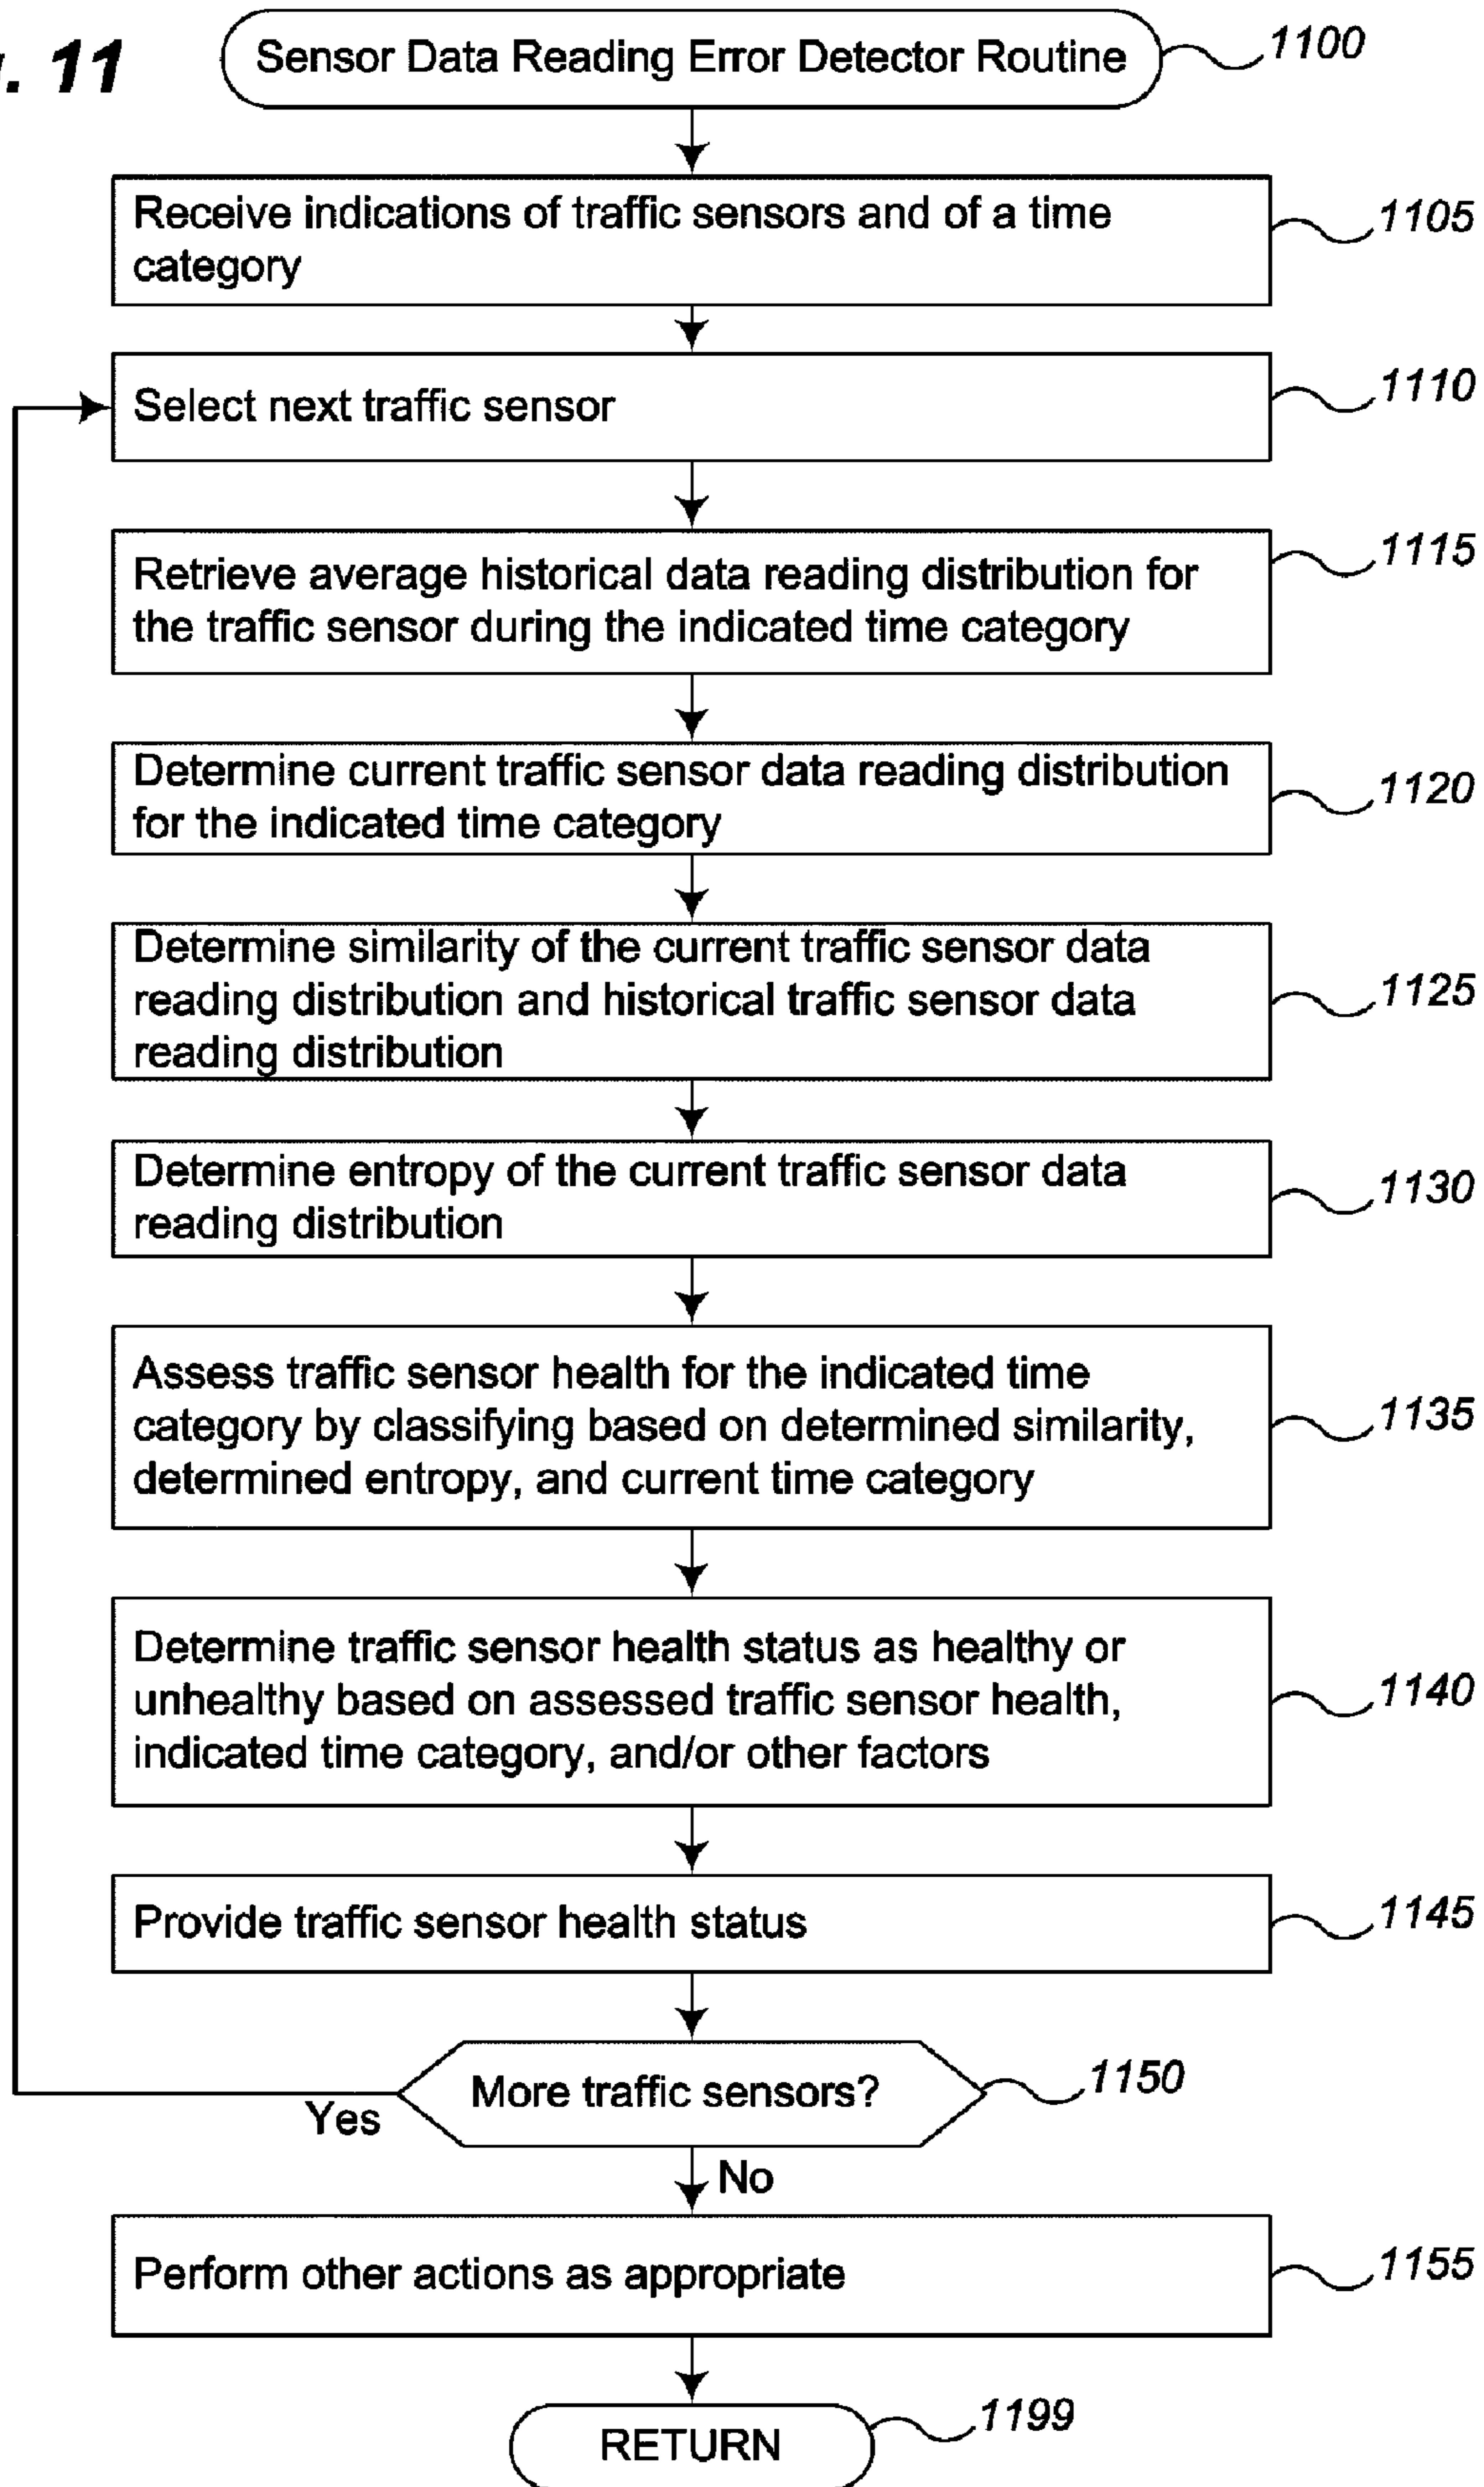 . 11
Sensor Data Reading Error Detector Routine
1100
Receive indications of traffic sensors and of a time
category
1105
Select next traffic sensor
1110
Retrieve average historical data reading distribution for
the traffic sensor during the indicated time category
1115
Determine current traffic sensor data reading distribution
for the indicated time category
1120
Determine similarity of the current traffic sensor data
reading distribution and historical traffic sensor data
reading distribution
1125
Determine entropy of the current traffic sensor data
reading distribution
1130
Assess traffic sensor health for the indicated time
category by classifying based on determined similarity,
determined entropy, and current time category
1135
Determine traffic sensor health status as healthy or
unhealthy based on assessed traffic sensor health,
indicated time category, and/or other factors
1140
Provide traffic sensor health status
1145
More traffic sensors?
1150
Yes
No
Perform other actions as appropriate
1155
RETURN
1199